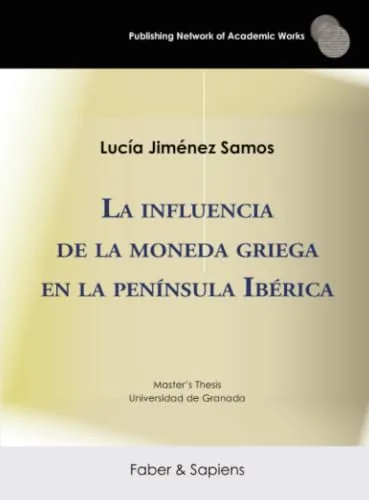 Publishing Network of Academic Works
Lucía Jiménez Samos
La influencia
de la moneda griega
en la península Ibérica
Master's Thesis
Universidad de Granada
Faber & Sapiens